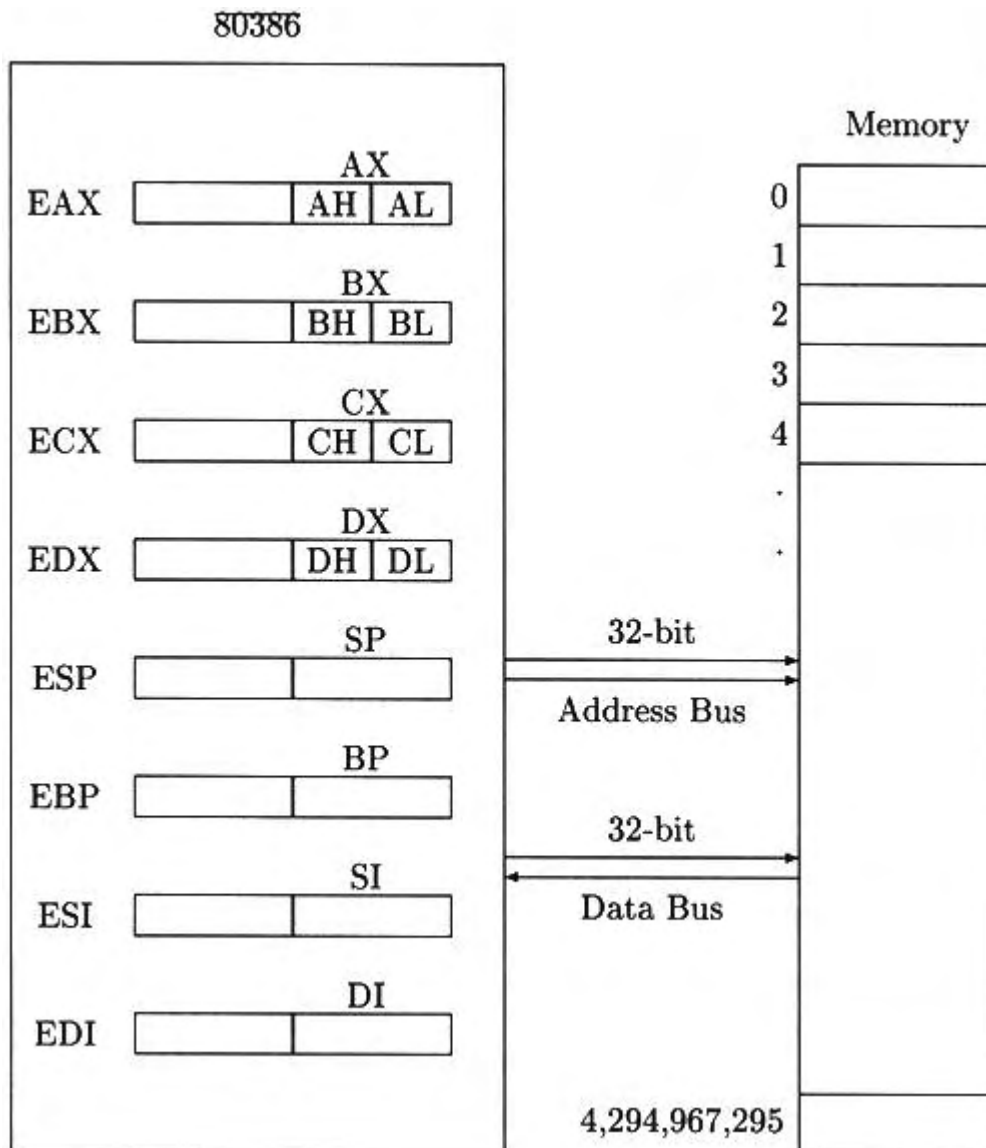 80386
Memory
AX
EAX AH AL
0
1
BX
EBX BH BL
2
3
CX
ECX CH CL
4
.
DX
EDX DH DL
.
SP
ESP
32-bit
Address Bus
BP
EBP
32-bit
SI
ESI
Data Bus
DI
EDI
4,294,967,295